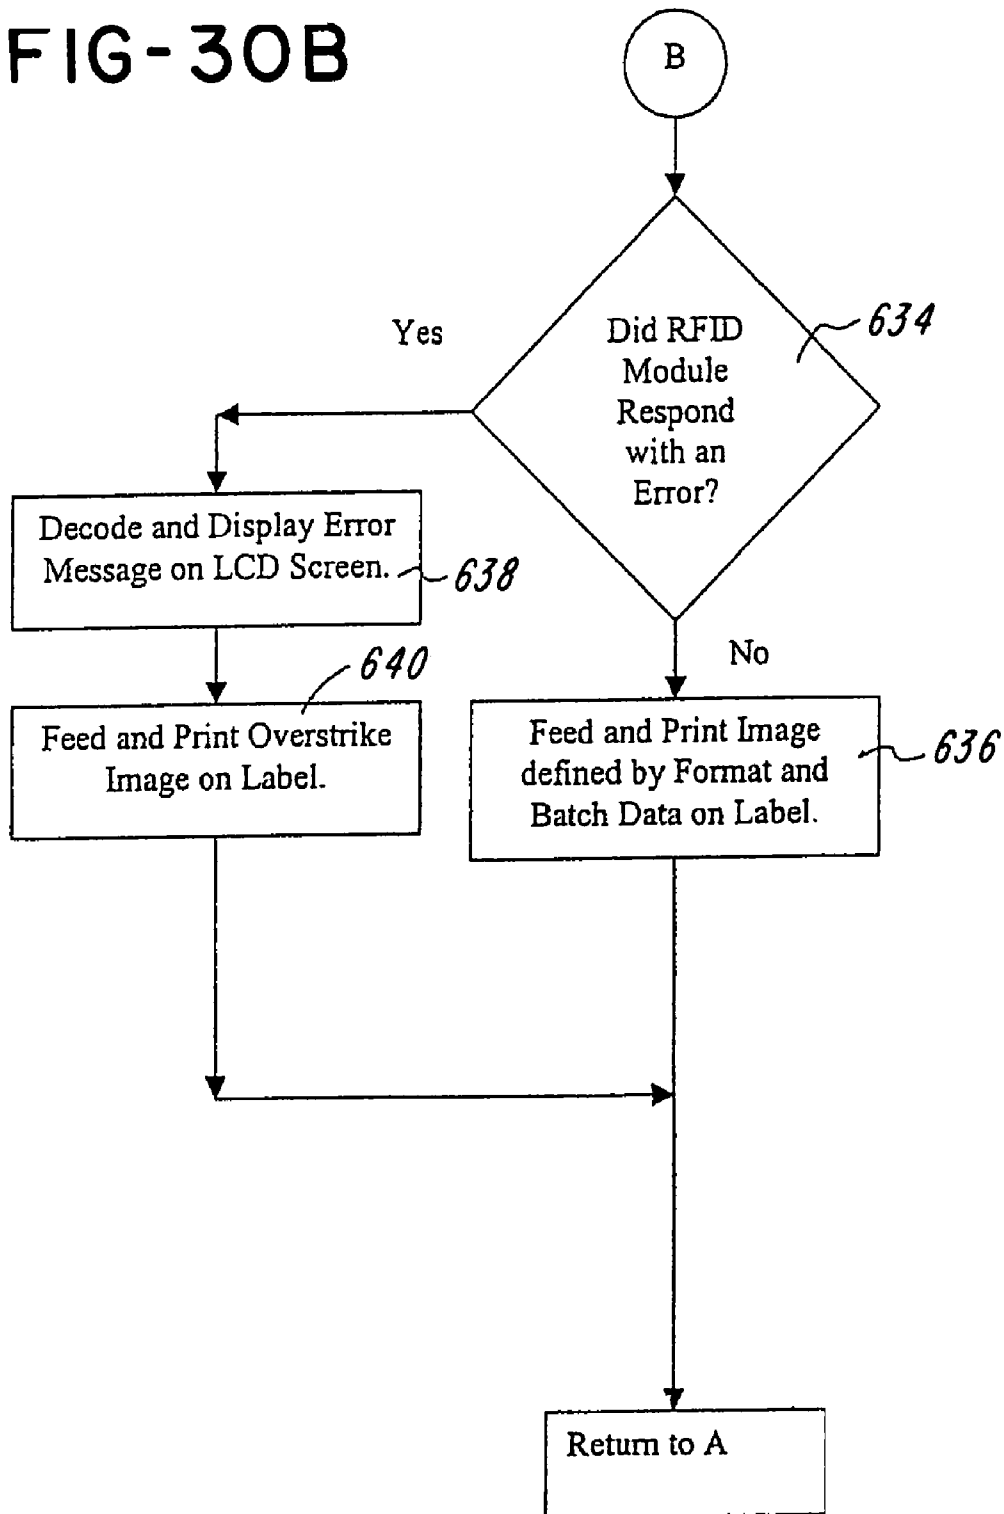 FIG-30B
B
Did RFID
Module
Respond
with an
Error?
634
Yes
Decode and Display Error
Message on LCD Screen.
638
No
640
Feed and Print Overstrike
Image on Label.
Feed and Print Image
defined by Format and
Batch Data on Label.
636
Return to A